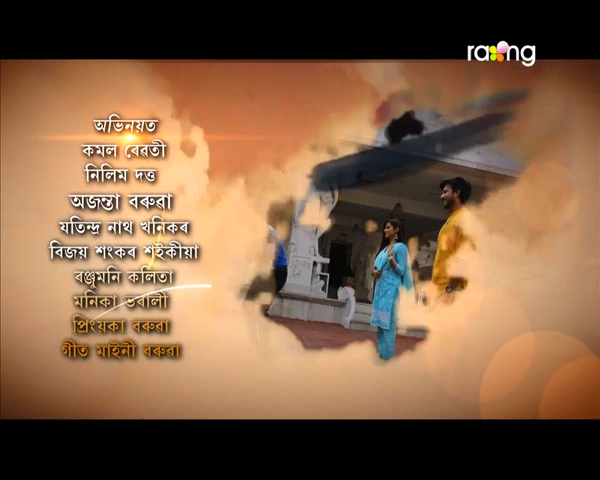 rang
অভিনয়ত
কমল ৰেৱতী
নিলিম দত্ত
অজন্তা বৰুৱা
যতিন্দ্ৰ নাথ খনিকৰ
বিজয় শংকৰ শইকীয়া
ৰঞ্জুমনি কলিতা
মনিকা ভৰালী
প্ৰিংয়কা বৰুৱা
গীত মাইনী বৰুৱা